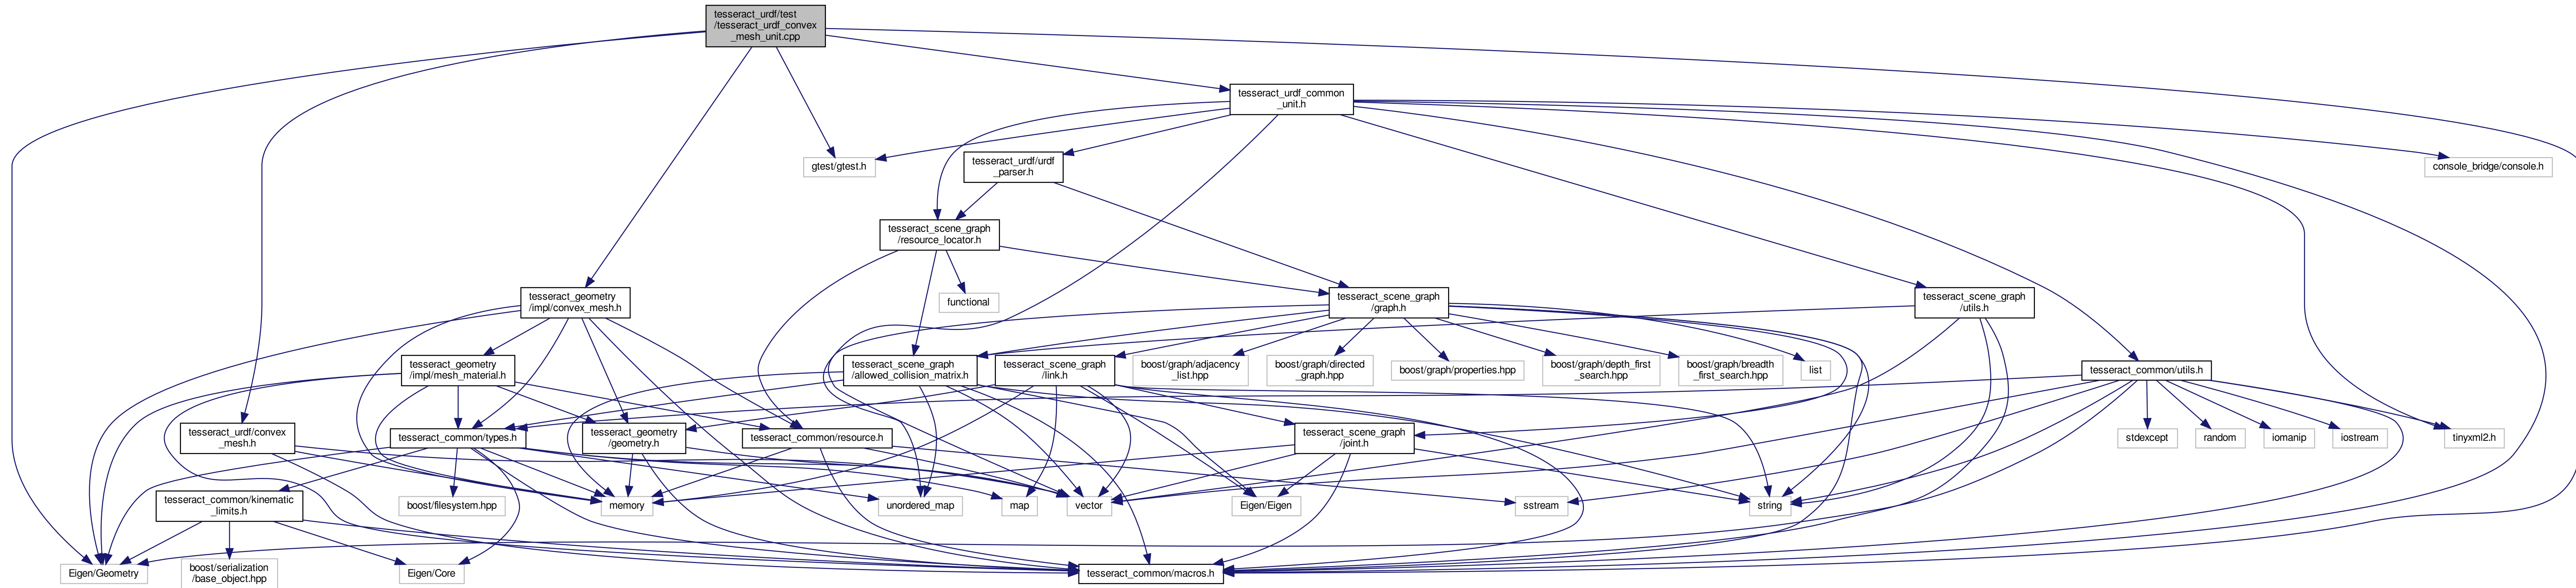 tesseract_urdf/test
/tesseract_urdf_convex
_mesh_unit.cpp
tesseract_urdf_common
_unit.h
gtest/gtest.h
tesseract_urdf/urdf
_parser.h
console_bridge/console.h
tesseract_scene_graph
/resource_locator.h
tesseract_geometry
/impl/convex_mesh.h
functional
tesseract_scene_graph
/graph.h
tesseract_scene_graph
/utils.h
tesseract_geometry
/impl/mesh_material.h
tesseract_scene_graph
/allowed_collision_matrix.h
tesseract_scene_graph
/link.h
boost/graph/adjacency
_list.hpp
boost/graph/directed
_graph.hpp
boost/graph/properties.hpp
boost/graph/depth_first
_search.hpp
boost/graph/breadth
_first_search.hpp
list
tesseract_common/utils.h
tesseract_urdf/convex
_mesh.h
tesseract_common/types.h
tesseract_geometry
/geometry.h
tesseract_common/resource.h
tesseract_scene_graph
/joint.h
stdexcept
random
iomanip
iostream
tinyxml2.h
tesseract_common/kinematic
_limits.h
boost/filesystem.hpp
memory
unordered_map
map
vector
Eigen/Eigen
sstream
string
Eigen/Geometry
boost/serialization
/base_object.hpp
Eigen/Core
tesseract_common/macros.h